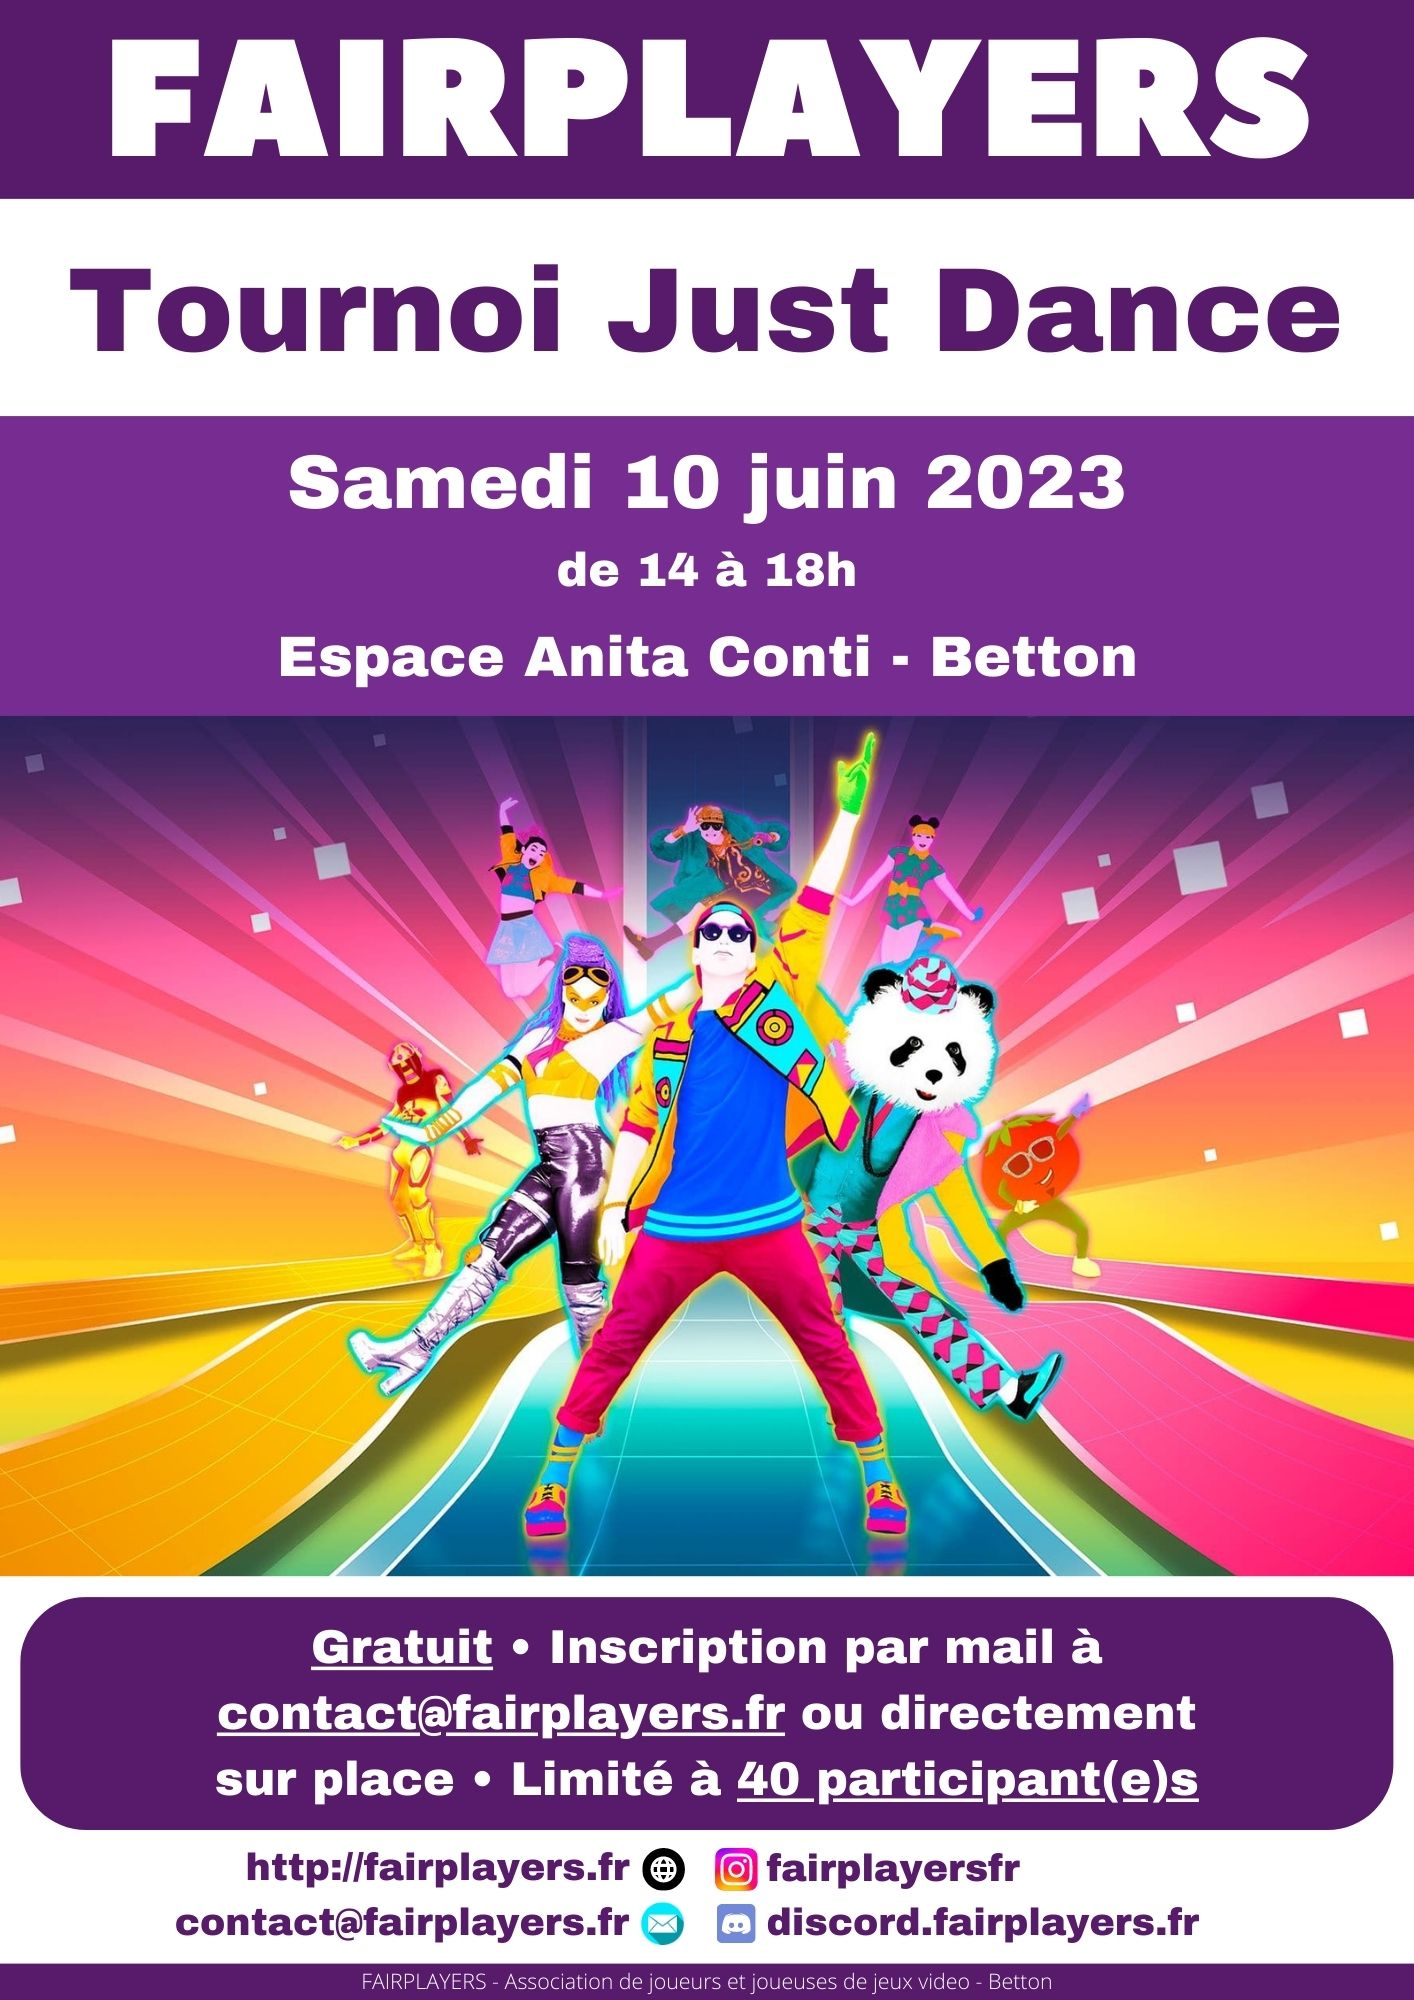 FAIRPLAYERS
Tournoi Just Dance
Samedi 10 juin 2023
de 14 à 18h
Espace Anita Conti - Betton
Gratuit • Inscription par mail à
contact@fairplayers.fr ou directement
sur place • Limité à 40 participant(e)s
http://fairplayers.fr
fairplayersfr
contact@fairplayers.fr
discord.fairplayers.fr
FAIRPLAYERS - Association de joueurs et joueuses de jeux video - Betton